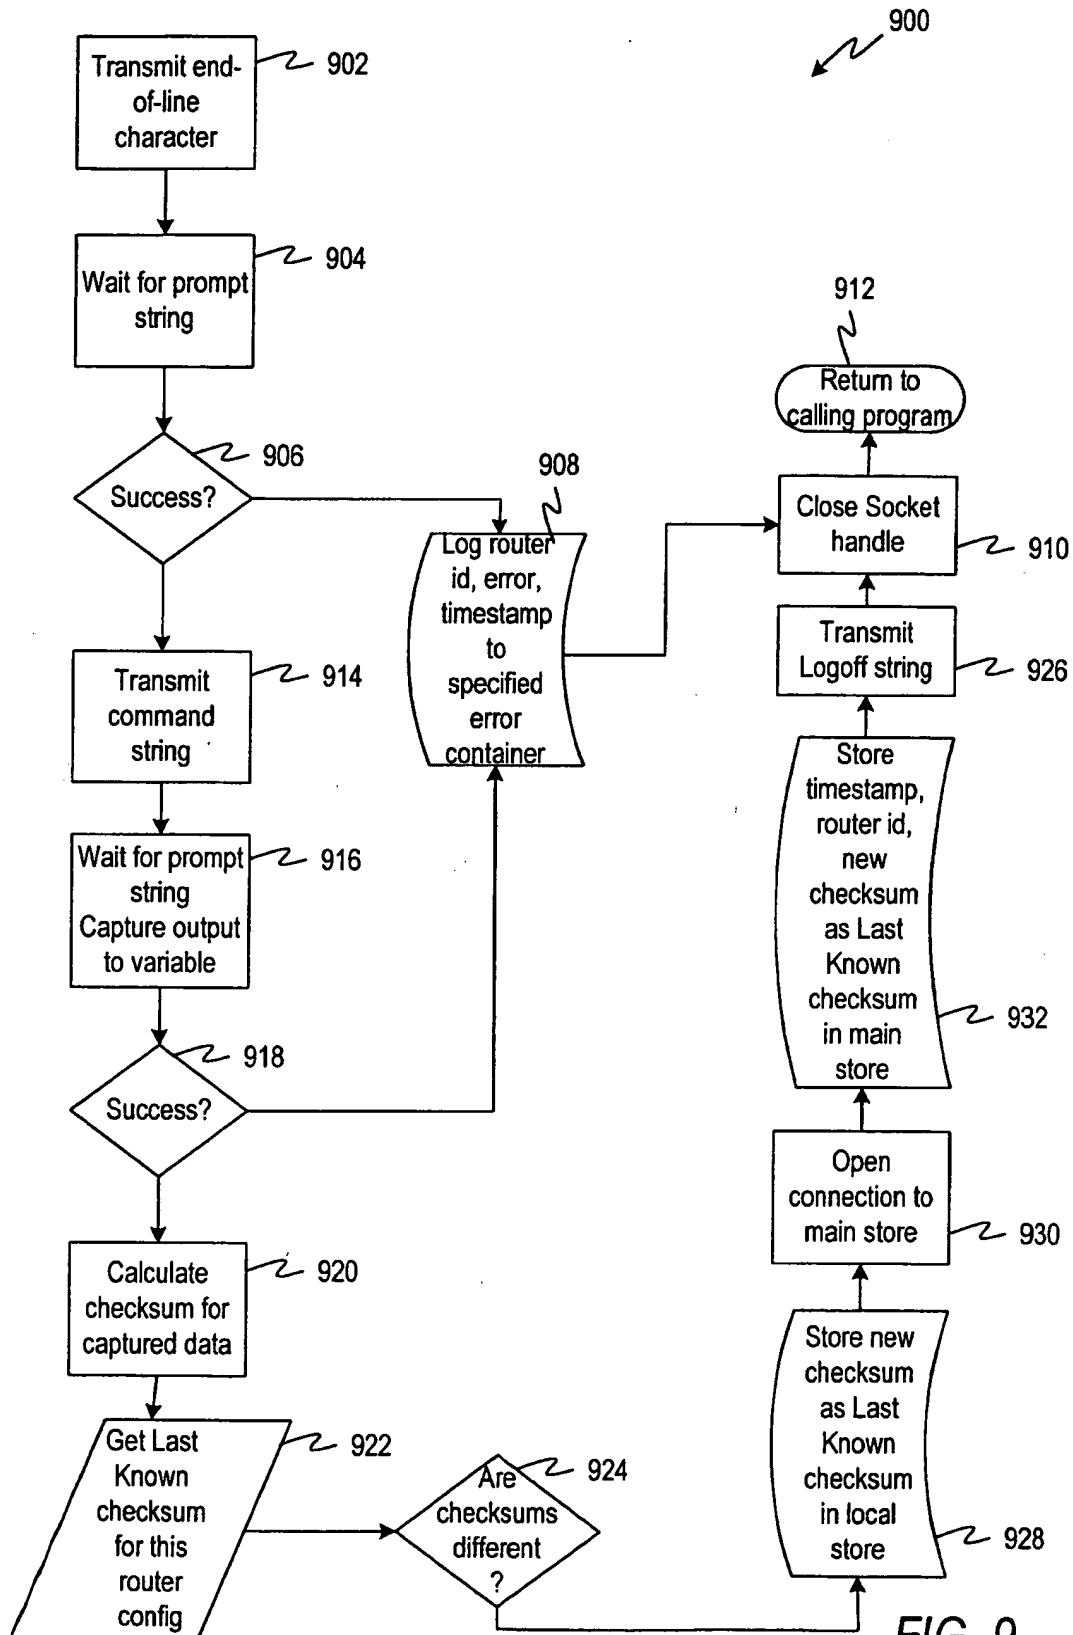 900
Transmit end-
of-line
character
902
Wait for prompt
string
904
Success?
906
Log router
id, error,
timestamp
to
specified
error
container
908
912
Return to
calling program
Close Socket
handle
910
Transmit
Logoff string
926
Transmit
command
string
914
Wait for prompt
string
Capture output
to variable
916
Success?
918
Calculate
checksum for
captured data
920
Get Last
Known
checksum
for this
router
config
922
Are
checksums
different
?
924
Store
timestamp,
router id,
new
checksum
as Last
Known
checksum
in main
store
932
Open
connection to
main store
930
Store new
checksum
as Last
Known
checksum
in local
store
928
FIG. 9